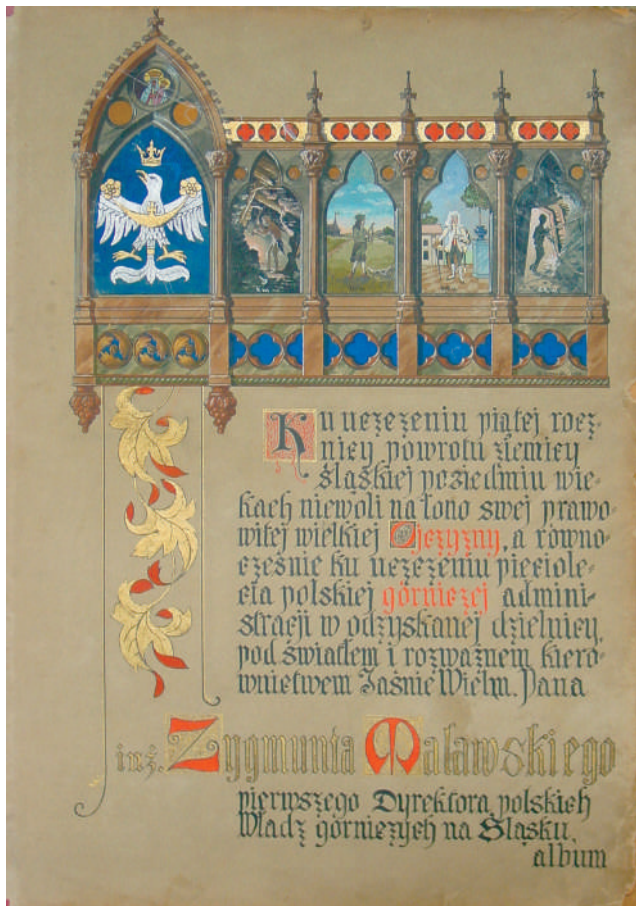 Ku uczczeniu piątej rocz-
nicy powrotu ziemicy
śląskiej po siedmiu wie-
kach niewoli na łono swej prawo-
witej wielkiej Ojczyzny, a równo-
cześnie ku uczczeniu pięciole-
cia polskiej górniczej admini-
stracji w odzyskanej dzielnicy,
pod światłem i rozważnem kiero-
wnictwem Jaśnie Wielm. Pana
inż. Zygmunta Malawskiego
pierwszego Dyrektora polskich
Władz górniczych na Śląsku,
album